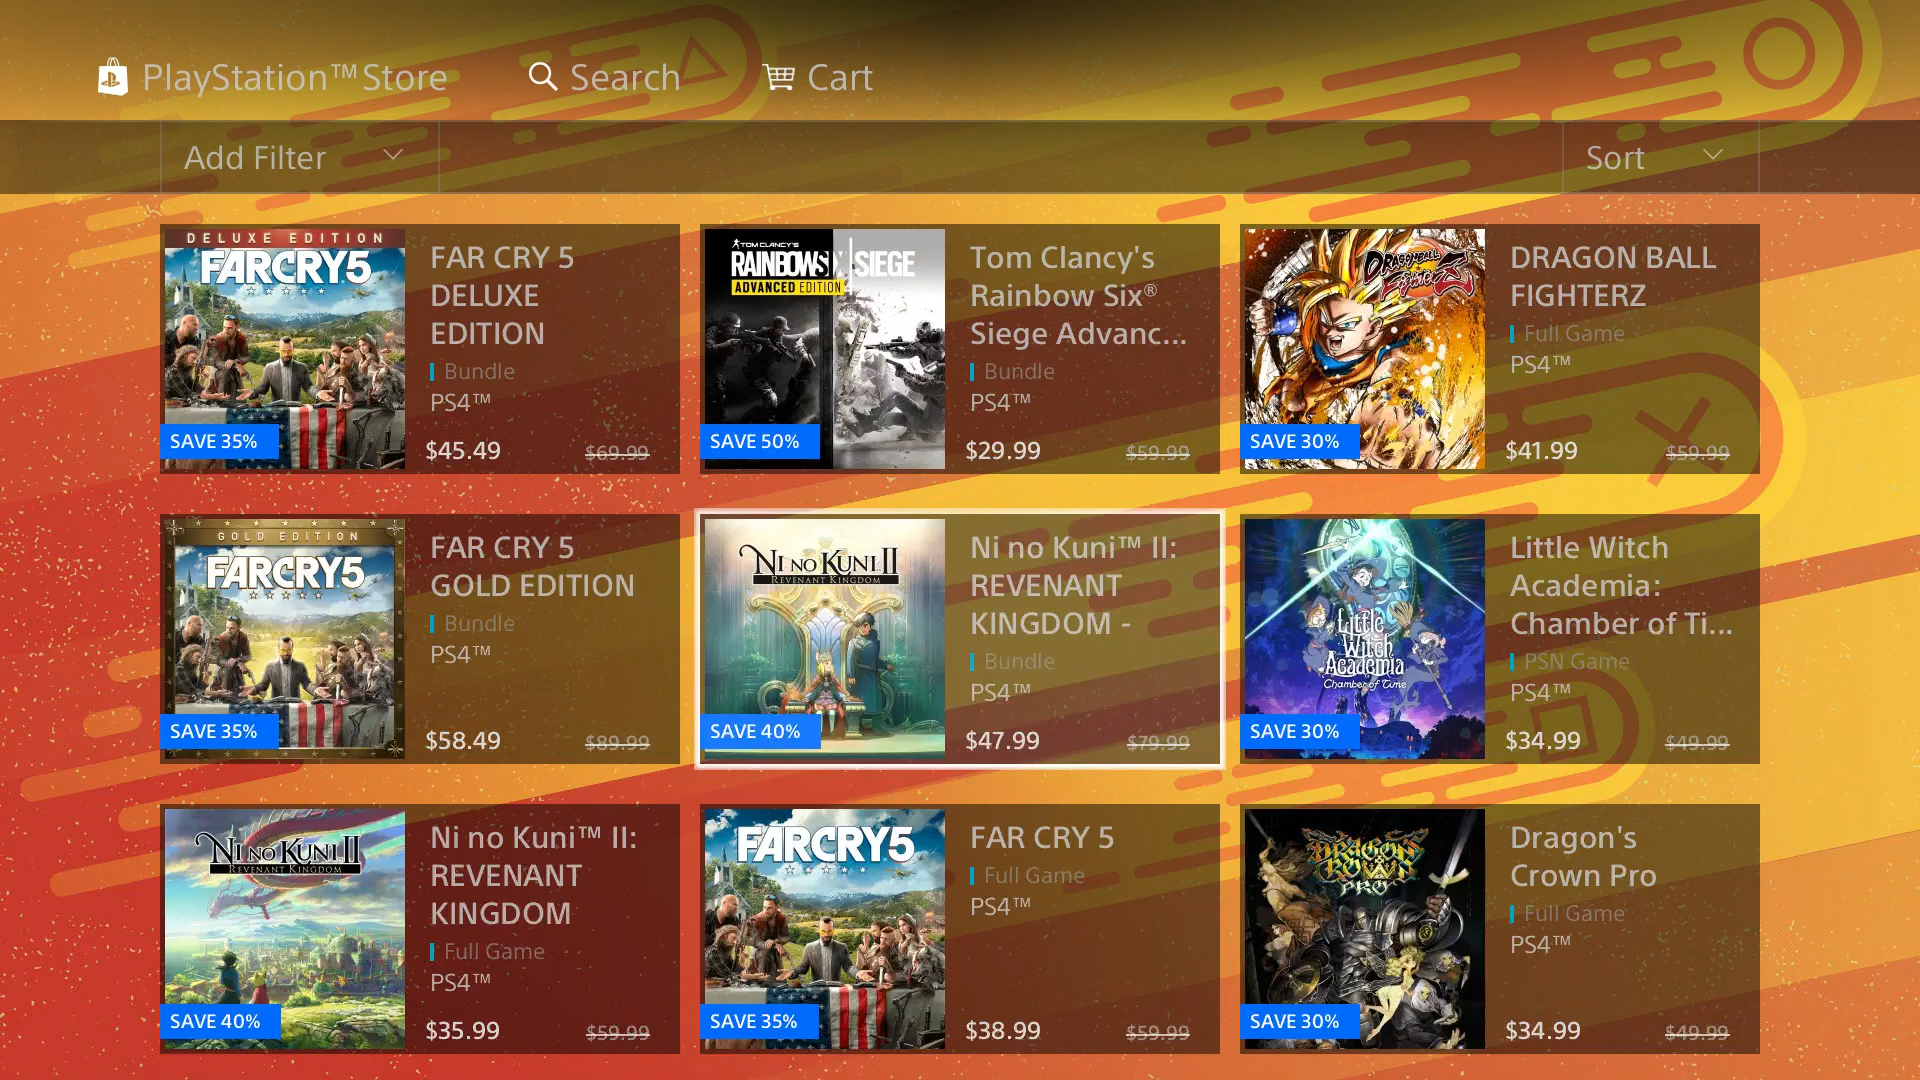 PlayStation™Store
Search
Cart
Add Filter
Sort
DELUXE EDITION
FARCRY5
SAVE 35%
FAR CRY 5
DELUXE
EDITION
Bundle
PS4™
$45.49 $69.99
TOM CLANCY'S
RAINBOWSIX SIEGE
ADVANCED EDITION
SAVE 50%
Tom Clancy's
Rainbow Six®
Siege Advanc...
Bundle
PS4™
$29.99 $59.99
DRAGONBALL
FighterZ
SAVE 30%
DRAGON BALL
FIGHTERZ
Full Game
PS4™
$41.99 $59.99
GOLD EDITION
FARCRY5
SAVE 35%
FAR CRY 5
GOLD EDITION
Bundle
PS4™
$58.49 $89.99
NI NO KUNI II
REVENANT KINGDOM
SAVE 40%
Ni no Kuni™ II:
REVENANT
KINGDOM -
Bundle
PS4™
$47.99 $79.99
Little
Witch
Academia
Chamber of Time
SAVE 30%
Little Witch
Academia:
Chamber of Ti...
PSN Game
PS4™
$34.99 $49.99
NI NO KUNI II
REVENANT KINGDOM
SAVE 40%
Ni no Kuni™ II:
REVENANT
KINGDOM
Full Game
PS4™
$35.99 $59.99
FARCRY5
SAVE 35%
FAR CRY 5
Full Game
PS4™
$38.99 $59.99
DRAGON'S
CROWN
PRO
SAVE 30%
Dragon's
Crown Pro
Full Game
PS4™
$34.99 $49.99